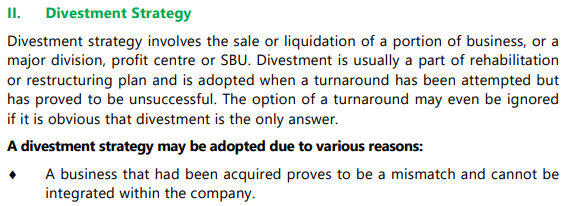 II. Divestment Strategy
Divestment strategy involves the sale or liquidation of a portion of business, or a
major division, profit centre or SBU. Divestment is usually a part of rehabilitation
or restructuring plan and is adopted when a turnaround has been attempted but
has proved to be unsuccessful. The option of a turnaround may even be ignored
if it is obvious that divestment is the only answer.
A divestment strategy may be adopted due to various reasons:
♦ A business that had been acquired proves to be a mismatch and cannot be
integrated within the company.